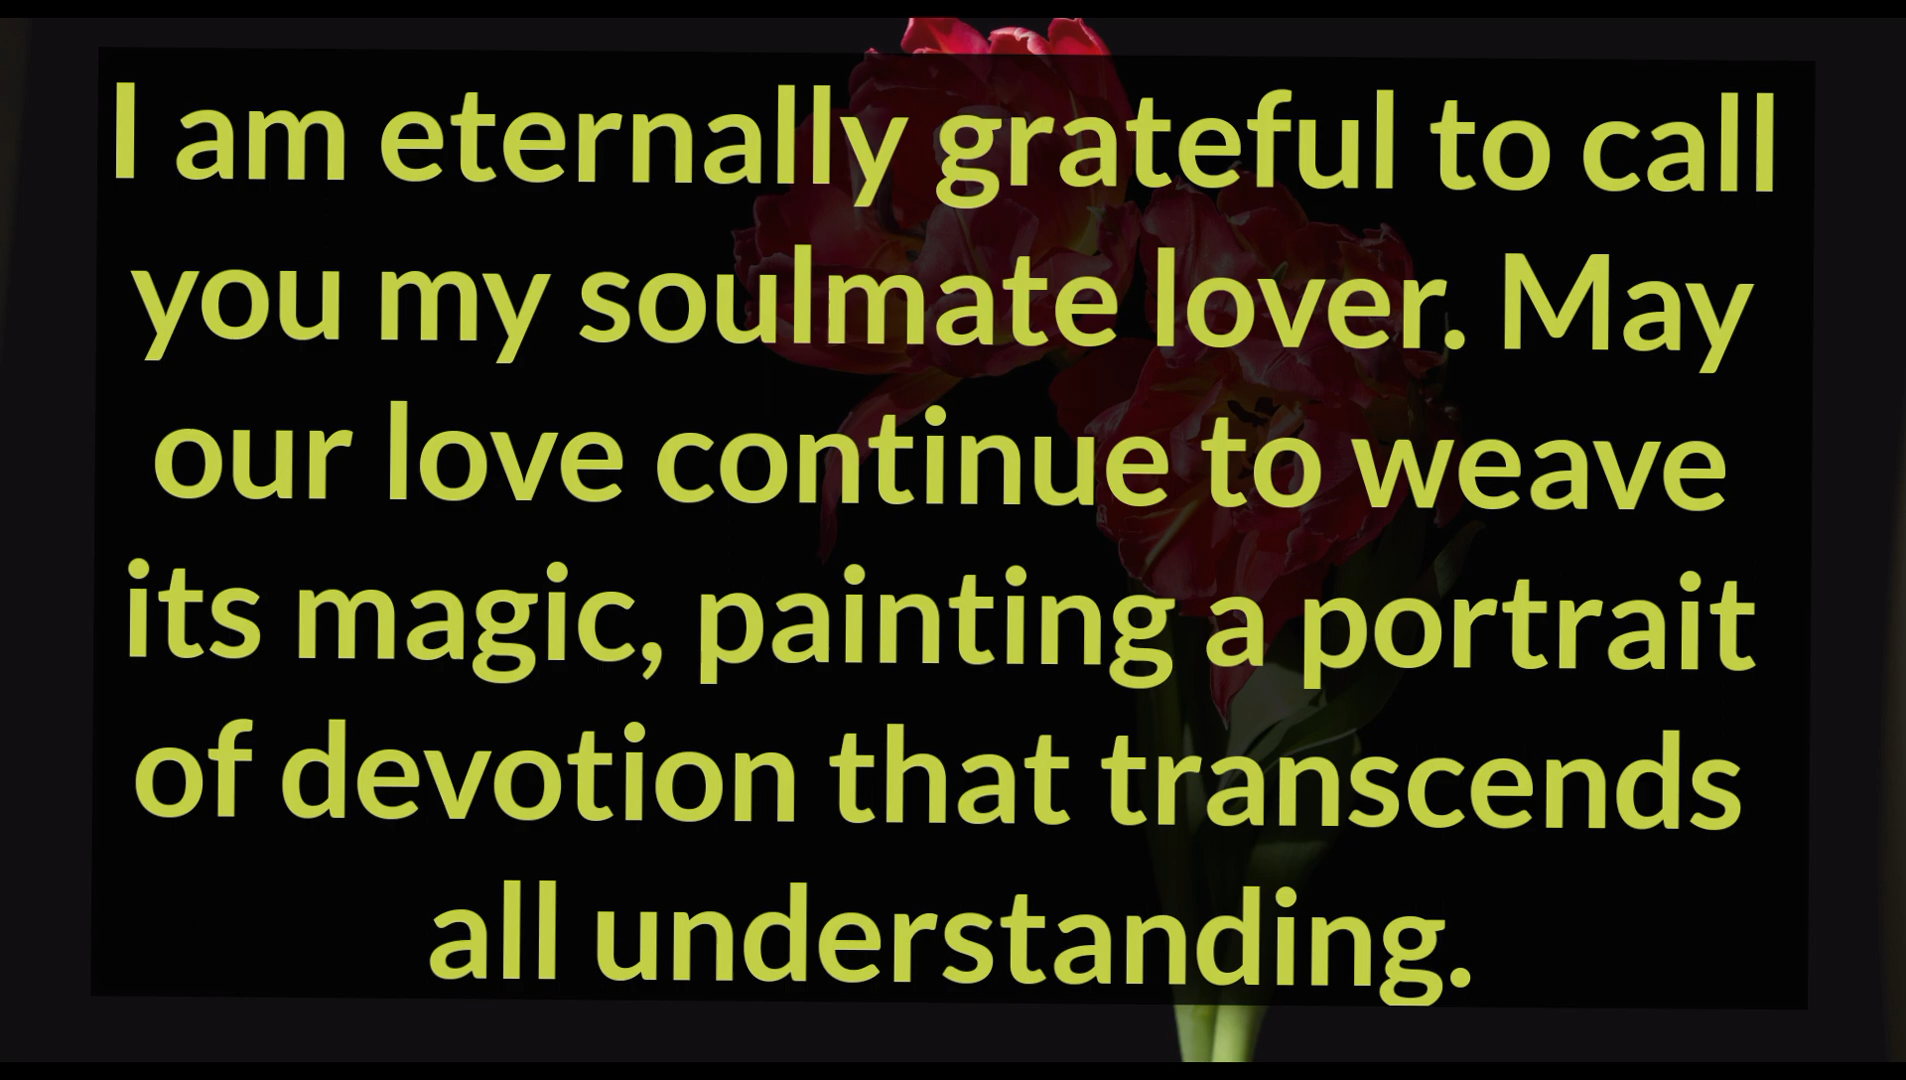 I am eternally grateful to call
you my soulmate lover. May
our love continue to weave
its magic, painting a portrait
of devotion that transcends
all understanding.